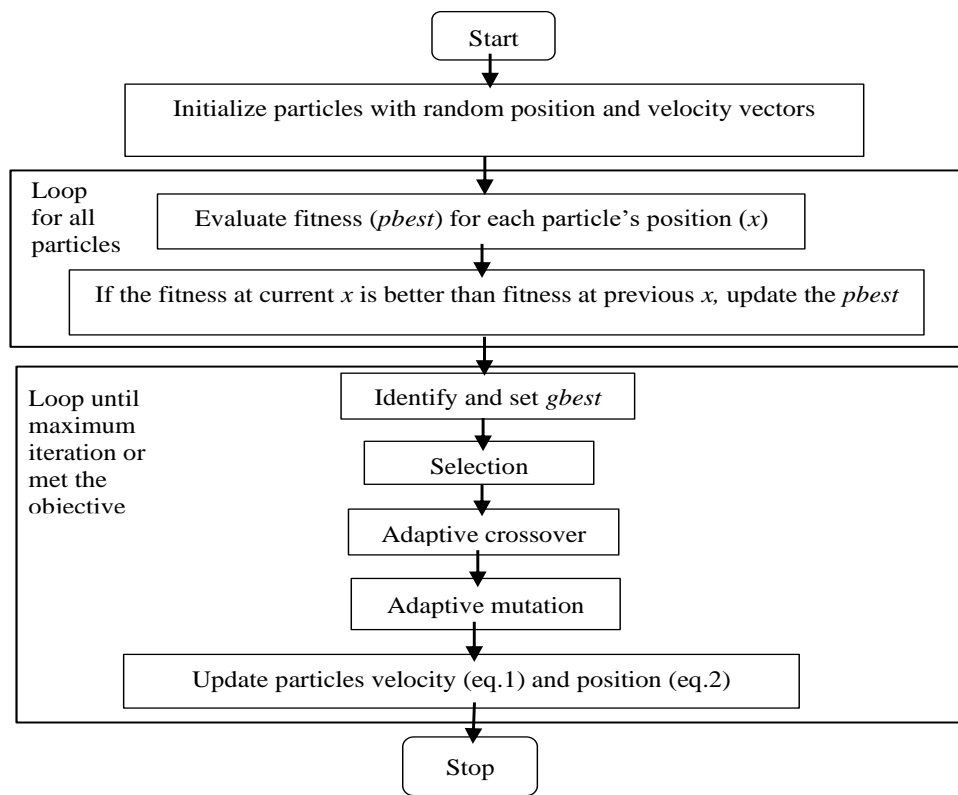 Start
Initialize particles with random position and velocity vectors
Loop
for all
particles
Evaluate fitness (pbest) for each particle's position (x)
If the fitness at current x is better than fitness at previous x, update the pbest
Loop until
maximum
iteration or
met the
objective
Identify and set gbest
Selection
Adaptive crossover
Adaptive mutation
Update particles velocity (eq.1) and position (eq.2)
Stop